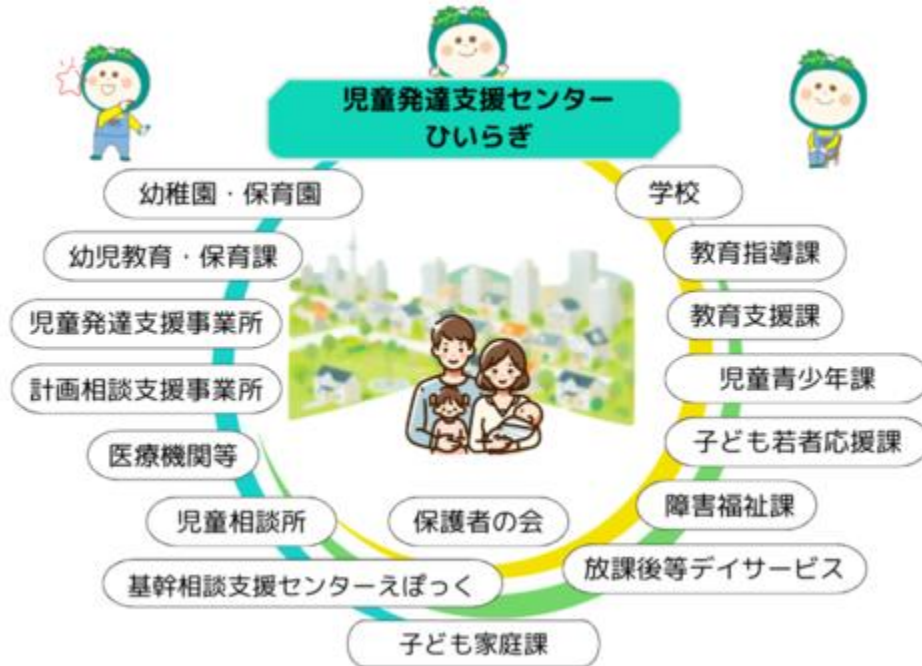 児童発達支援センター
ひいらぎ
幼稚園・保育園
学校
幼児教育・保育課
教育指導課
児童発達支援事業所
教育支援課
計画相談支援事業所
児童青少年課
医療機関等
子ども若者応援課
児童相談所
保護者の会
障害福祉課
基幹相談支援センターえぽっく
放課後等デイサービス
子ども家庭課